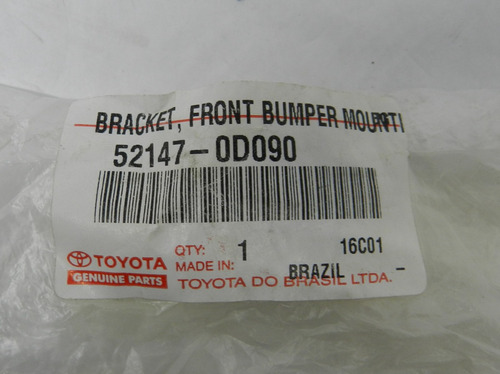 BRACKET, FRONT BUMPER MOUNTI
52147-0D090
QTY: 1 16C01
TOYOTA MADE IN: BRAZIL -
GENUINE PARTS TOYOTA DO BRASIL LTDA.